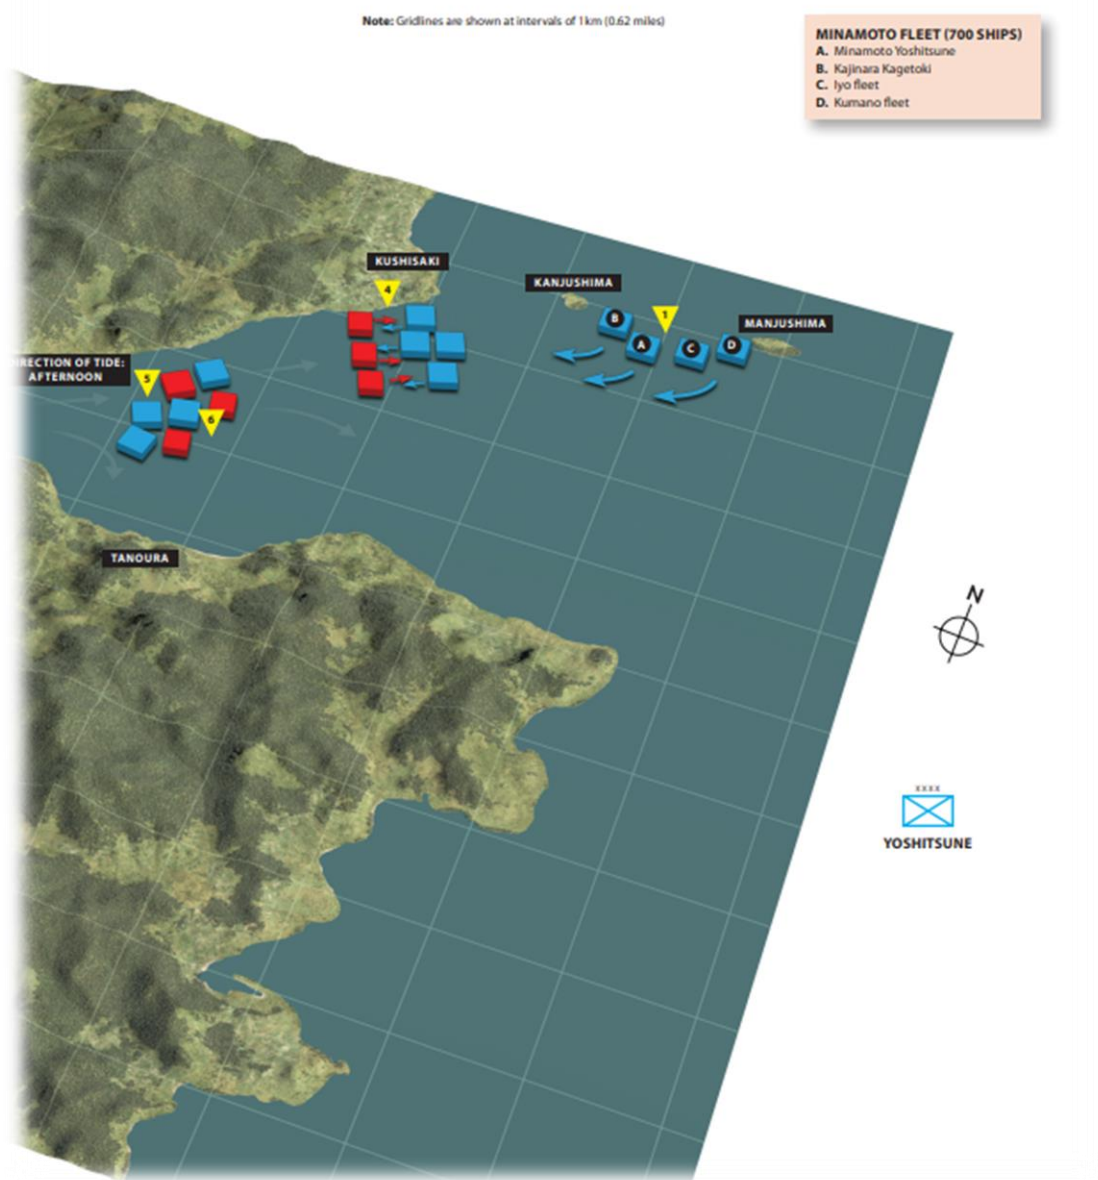 Note: Gridlines are shown at intervals of 1km (0.62 miles)
MINAMOTO FLEET (700 SHIPS)
A. Minamoto Yoshitsune
B. Kajinara Kagetoki
C. Iyo fleet
D. Kumano fleet
KUSHISAKI
4
KANJUSHIMA
B
1
A
C
D
MANJUSHIMA
DIRECTION OF TIDE:
AFTERNOON
5
6
TANOURA
N
XXXX
YOSHITSUNE